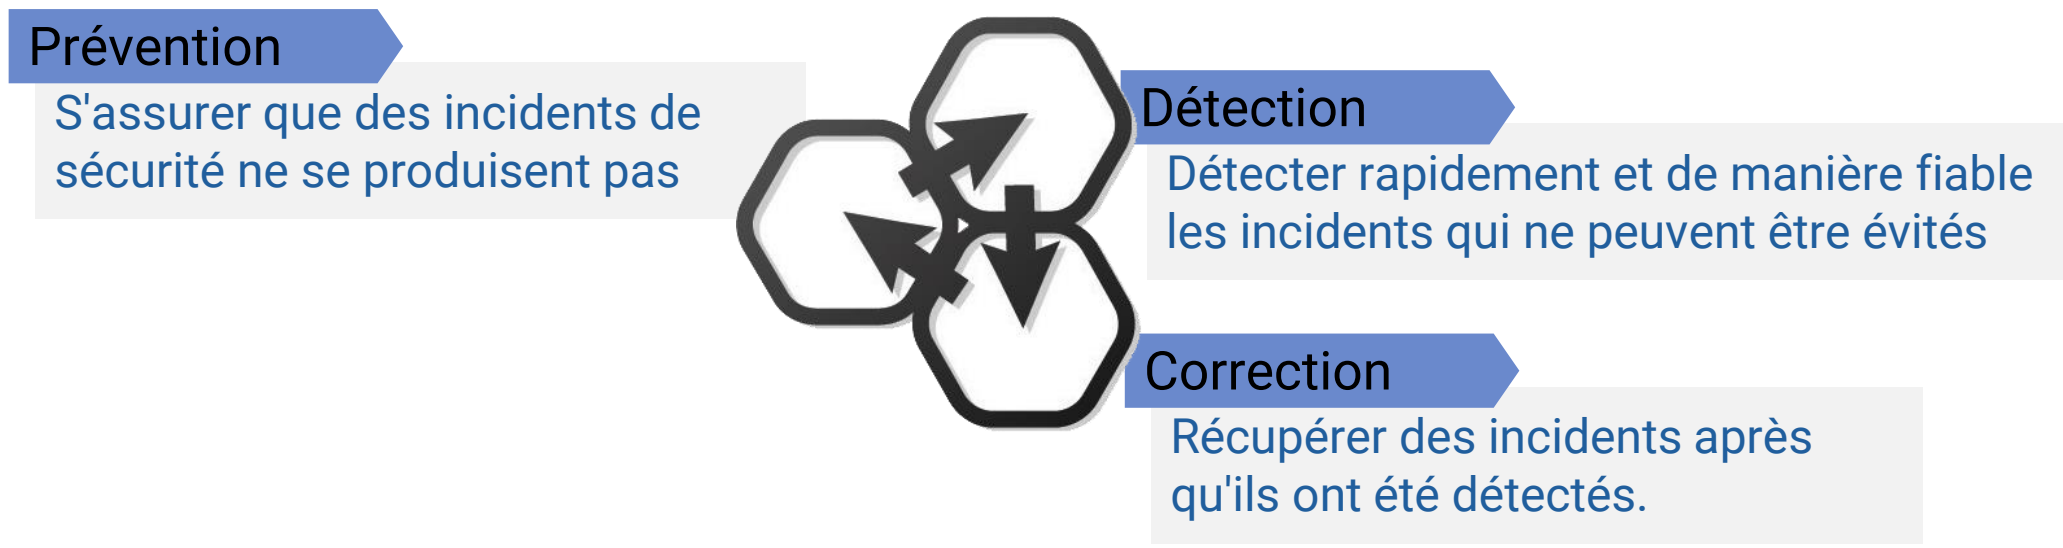 Prévention
S'assurer que des incidents de
sécurité ne se produisent pas
Détection
Détecter rapidement et de manière fiable
les incidents qui ne peuvent être évités
Correction
Récupérer des incidents après
qu'ils ont été détectés.